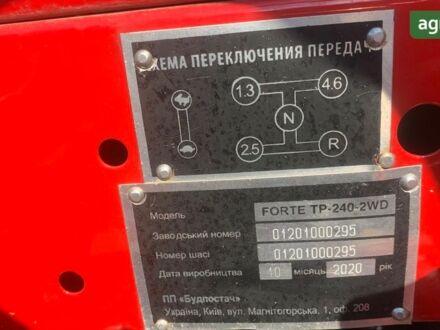 agri
СХЕМА ПЕРЕКЛЮЧЕНИЯ ПЕРЕДАЧ
1.3 4.6
N
2.5 R
Модель FORTE TP-240-2WD
Заводський номер 01201000295
Номер шасі 01201000295
Дата виробництва 10 місяць 2020 рік
ПП «Будпостач»
Україна, Київ, вул. Магнітогорська, 1, оф. 208